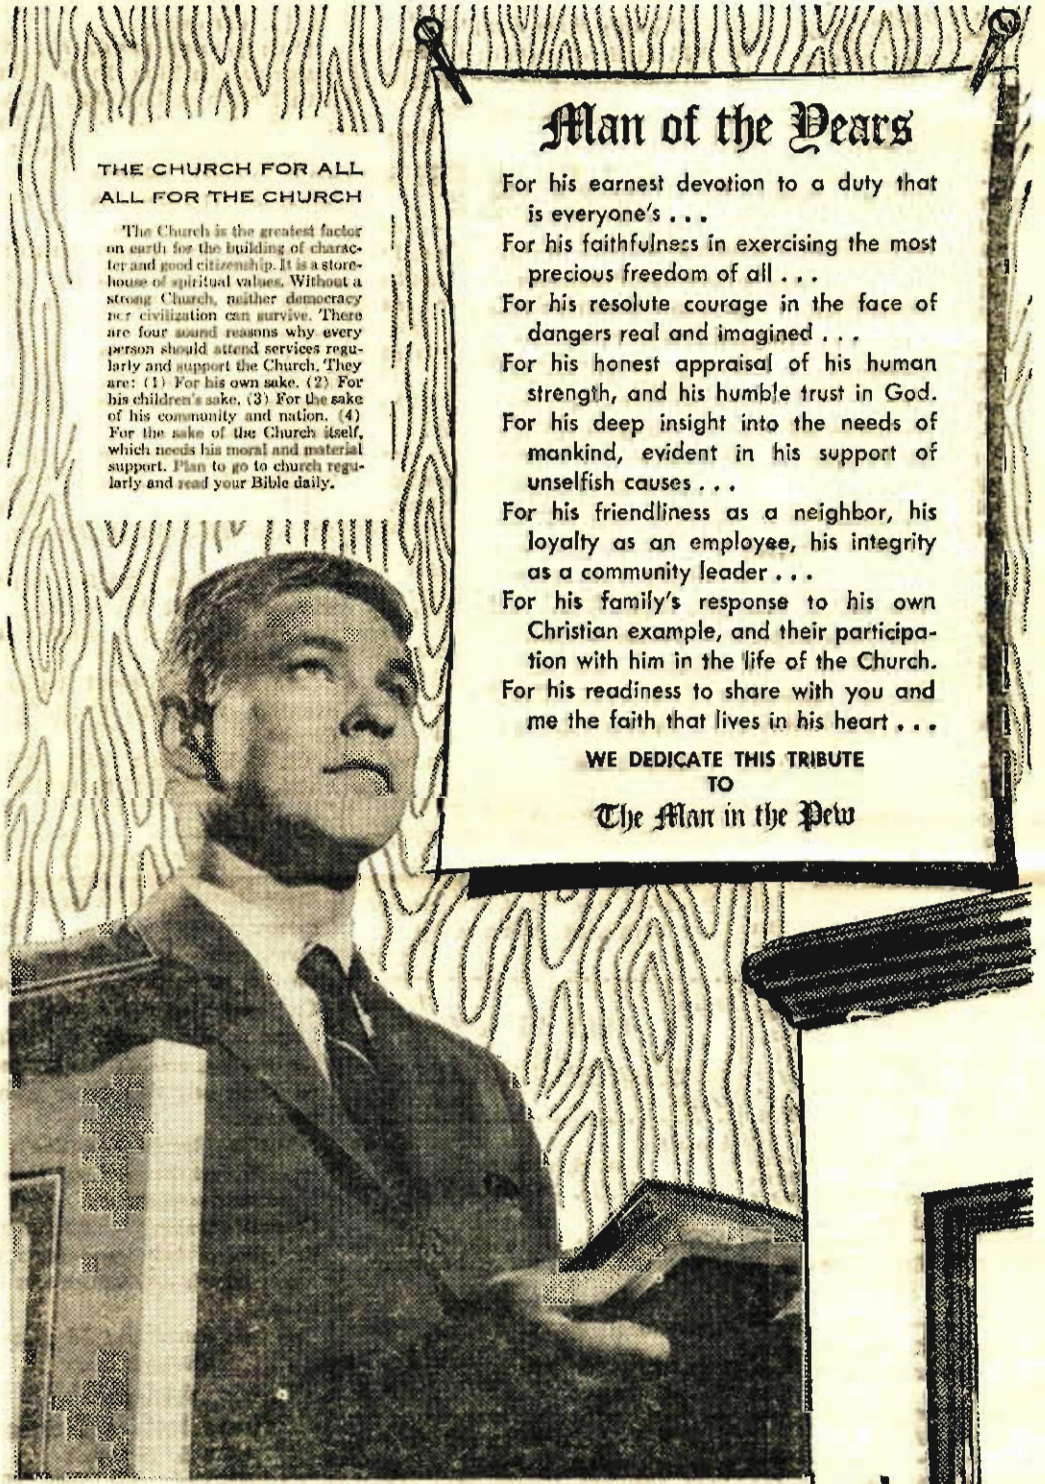 THE CHURCH FOR ALL
ALL FOR THE CHURCH
The Church is the greatest factor
on earth for the building of charac-
ter and good citizenship. It is a store-
house of spiritual values. Without a
strong Church, neither democracy
nor civilization can survive. There
are four sound reasons why every
person should attend services regu-
larly and support the Church. They
are: (1) For his own sake. (2) For
his children's sake. (3) For the sake
of his community and nation. (4)
For the sake of the Church itself,
which needs his moral and material
support. Plan to go to church regu-
larly and read your Bible daily.
Man of the Years
For his earnest devotion to a duty that
is everyone's . . .
For his faithfulness in exercising the most
precious freedom of all . . .
For his resolute courage in the face of
dangers real and imagined . . .
For his honest appraisal of his human
strength, and his humble trust in God.
For his deep insight into the needs of
mankind, evident in his support of
unselfish causes . . .
For his friendliness as a neighbor, his
loyalty as an employee, his integrity
as a community leader . . .
For his family's response to his own
Christian example, and their participa-
tion with him in the life of the Church.
For his readiness to share with you and
me the faith that lives in his heart . . .
WE DEDICATE THIS TRIBUTE
TO
The Man in the Pew